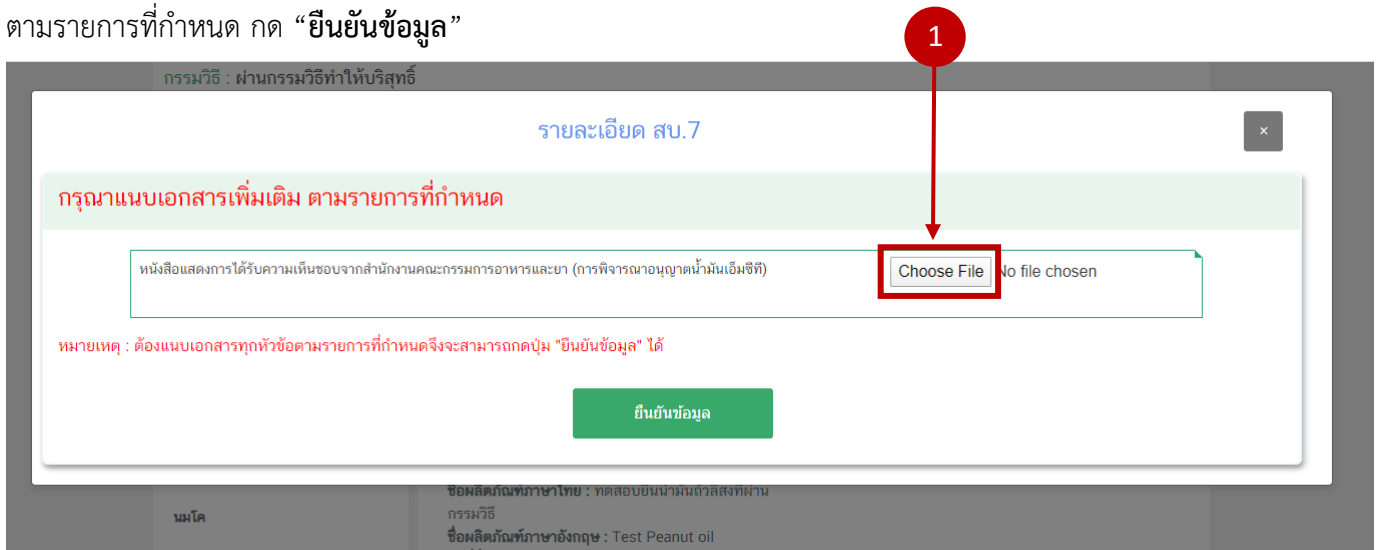 ตามรายการที่กำหนด กด “ยืนยันข้อมูล”
1
กรรมวิธี : ผ่านกรรมวิธีทำให้บริสุทธิ์
รายละเอียด สบ.7
×
กรุณาแนบเอกสารเพิ่มเติม ตามรายการที่กำหนด
หนังสือแสดงการได้รับความเห็นชอบจากสำนักงานคณะกรรมการอาหารและยา (การพิจารณาอนุญาตน้ำมันเอ็มซีที)
Choose File No file chosen
หมายเหตุ : ต้องแนบเอกสารทุกหัวข้อตามรายการที่กำหนดจึงจะสามารถกดปุ่ม "ยืนยันข้อมูล" ได้
ยืนยันข้อมูล
ชื่อผลิตภัณฑ์ภาษาไทย : ทดสอบยื่นน้ำมันถั่วลิสงที่ผ่าน
นมโค
กรรมวิธี
ชื่อผลิตภัณฑ์ภาษาอังกฤษ : Test Peanut oil